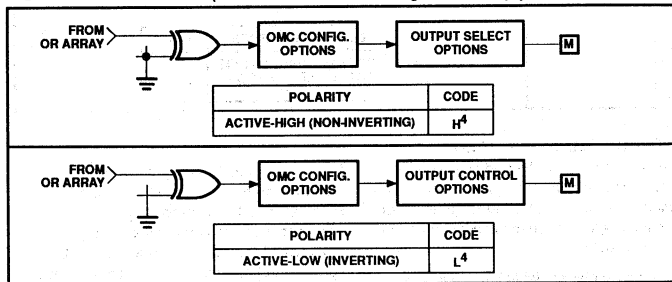 FROM
OR ARRAY
OMC CONFIG.
OPTIONS
OUTPUT SELECT
OPTIONS
M
POLARITY CODE
ACTIVE-HIGH (NON-INVERTING) H4
FROM
OR ARRAY
OMC CONFIG.
OPTIONS
OUTPUT CONTROL
OPTIONS
M
POLARITY CODE
ACTIVE-LOW (INVERTING) L4